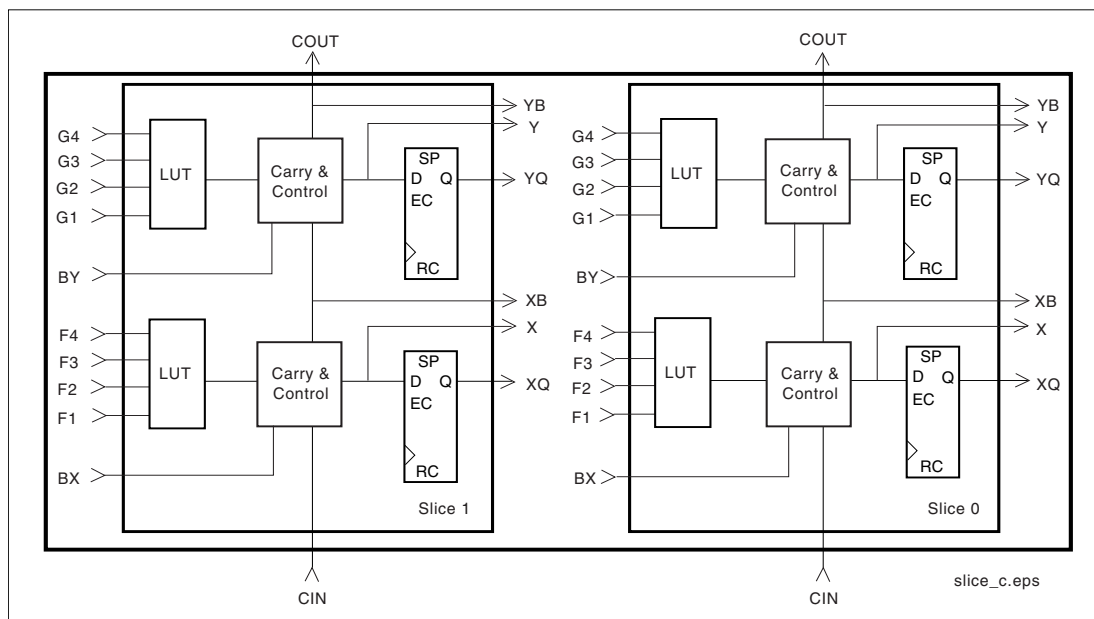 COUT
YB
Y
G4
G3
G2
G1
LUT
Carry &
Control
SP
D Q
EC
RC
YQ
BY
XB
X
F4
F3
F2
F1
LUT
Carry &
Control
SP
D Q
EC
RC
XQ
BX
Slice 1
CIN
COUT
YB
Y
G4
G3
G2
G1
LUT
Carry &
Control
SP
D Q
EC
RC
YQ
BY
XB
X
F4
F3
F2
F1
LUT
Carry &
Control
SP
D Q
EC
RC
XQ
BX
Slice 0
CIN
slice_c.eps